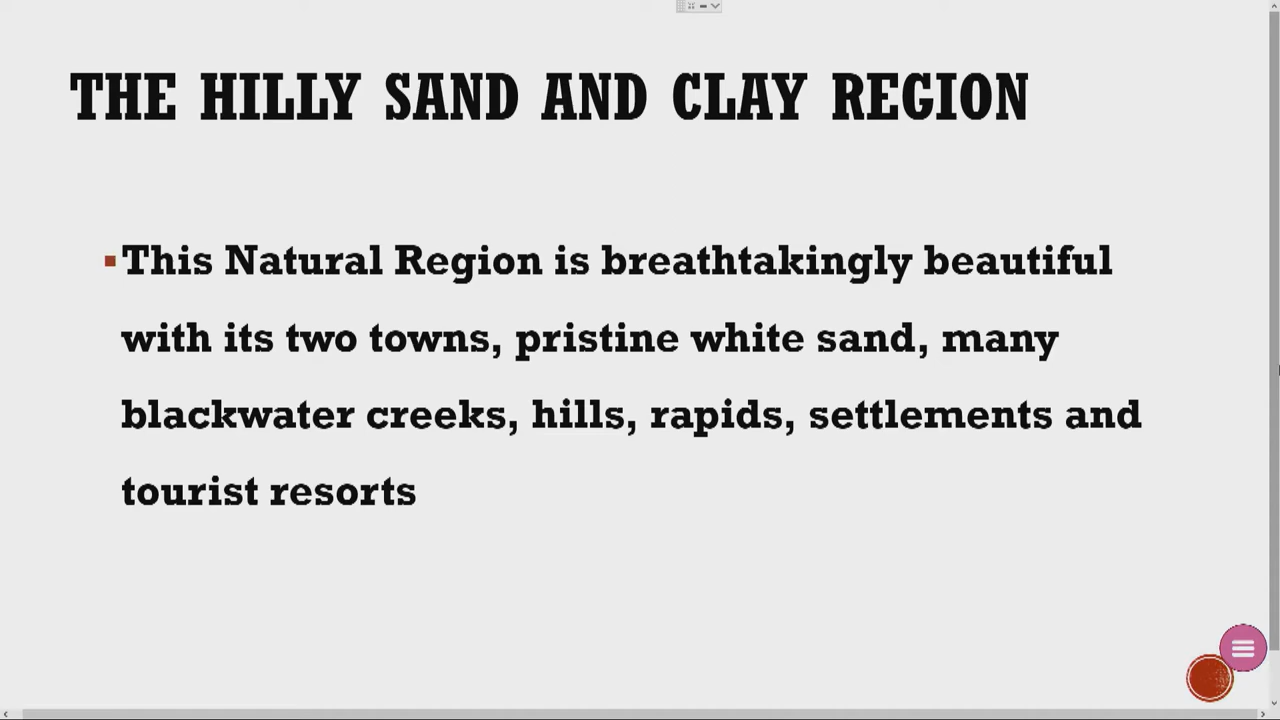 THE HILLY SAND AND CLAY REGION
This Natural Region is breathtakingly beautiful
with its two towns, pristine white sand, many
blackwater creeks, hills, rapids, settlements and
tourist resorts